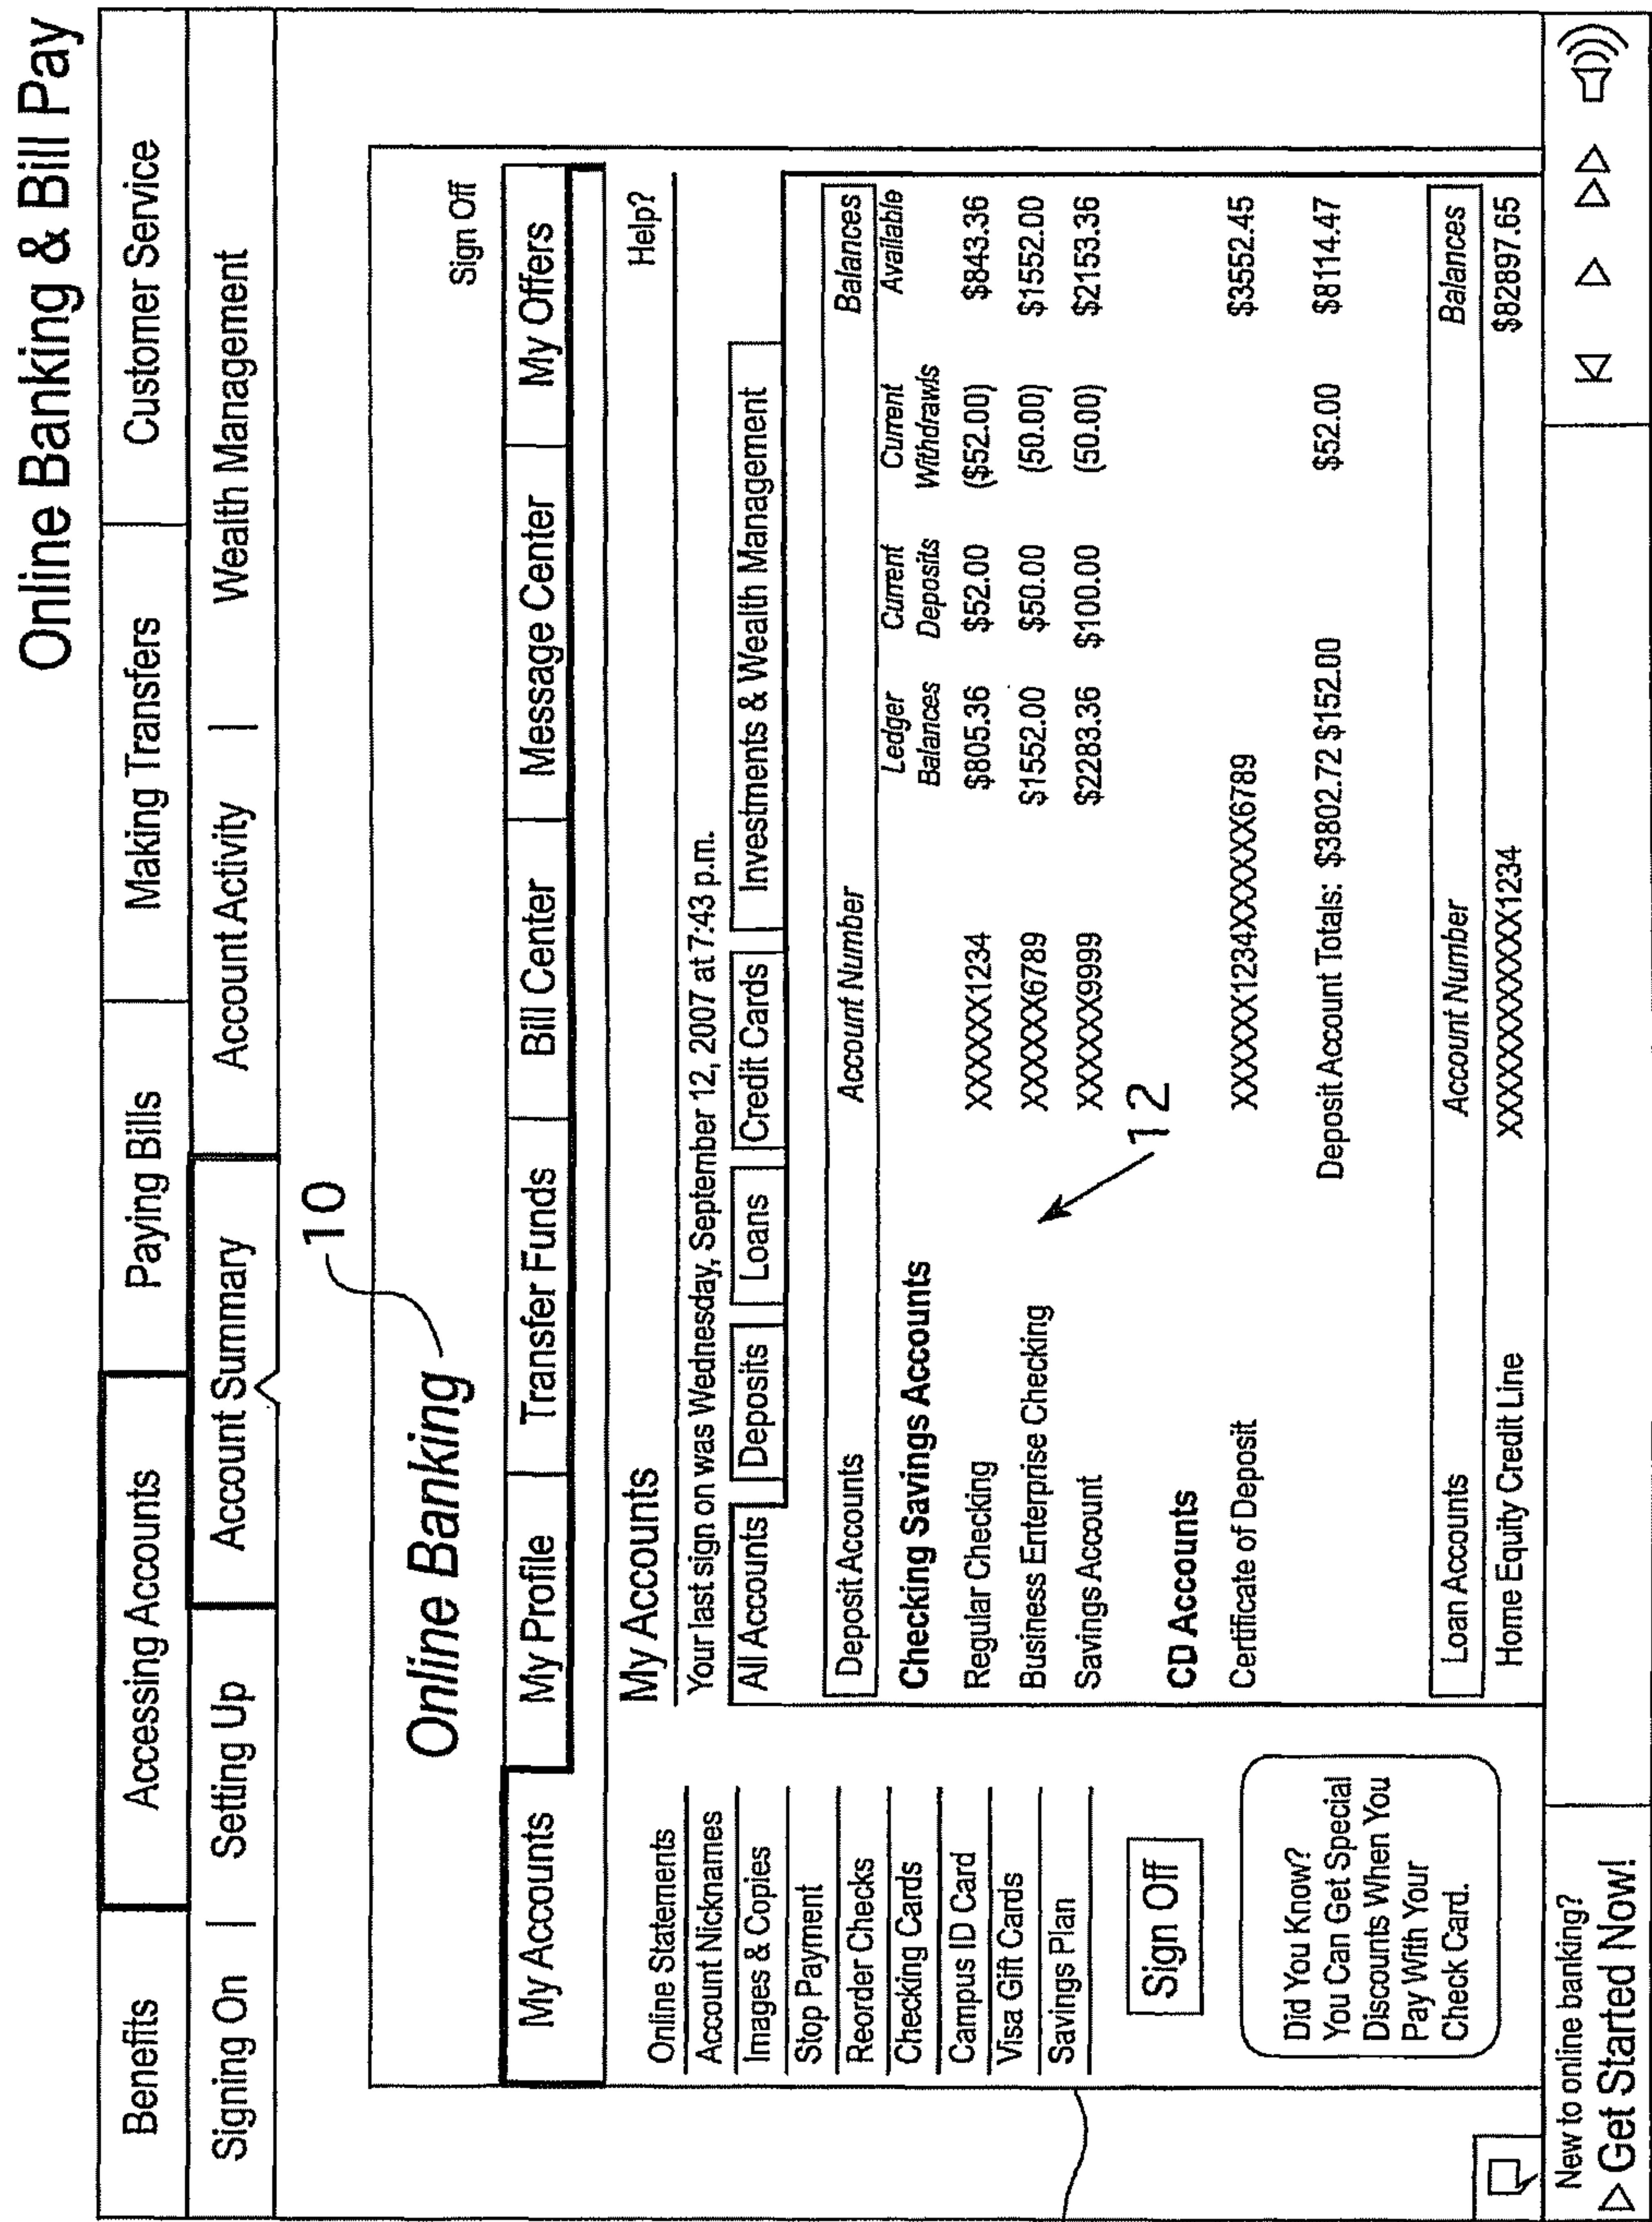 Online Banking & Bill Pay
Benefits Accessing Accounts Paying Bills Making Transfers Customer Service
Signing On | Setting Up Account Summary Account Activity | Wealth Management
10
Online Banking
Sign Off
My Accounts My Profile Transfer Funds Bill Center Message Center My Offers
My Accounts Help?
Your last sign on was Wednesday, September 12, 2007 at 7:43 p.m.
All Accounts Deposits Loans Credit Cards Investments & Wealth Management
Online Statements
Account Nicknames
Images & Copies
Stop Payment
Reorder Checks
Checking Cards
Campus ID Card
Visa Gift Cards
Savings Plan
Sign Off
Did You Know?
You Can Get Special
Discounts When You
Pay With Your
Check Card.
Deposit Accounts Account Number Balances
Ledger Current Current Available
Balances Deposits Withdrawls
Checking Savings Accounts
Regular Checking XXXXXX1234 $805.36 $52.00 ($52.00) $843.36
Business Enterprise Checking XXXXXX6789 $1552.00 $50.00 (50.00) $1552.00
Savings Account XXXXXX9999 $2283.36 $100.00 (50.00) $2153.36
12
CD Accounts
Certificate of Deposit XXXXXX1234XXXXXX6789 $3552.45
Deposit Account Totals: $3802.72 $152.00 $52.00 $8114.47
Loan Accounts Account Number Balances
Home Equity Credit Line XXXXXXXXXXXX1234 $82897.65
New to online banking?
▷ Get Started Now!